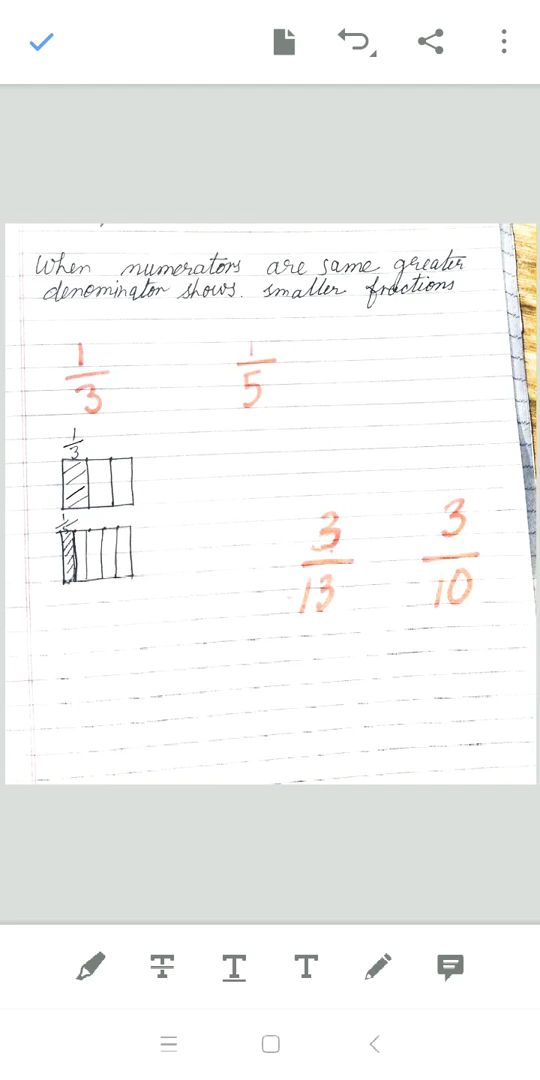 When numerators are same greater
denominator shows. smaller fractions
1/3 1/5
1/3
3/13 3/10
T T T